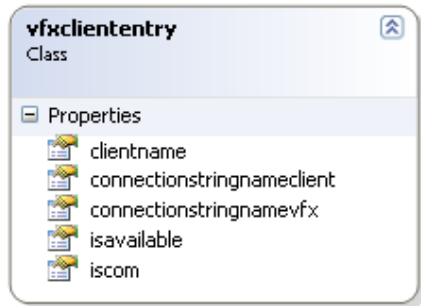 vfxcliententry
Class
Properties
clientname
connectionstringnameclient
connectionstringnamevfx
isavailable
iscom